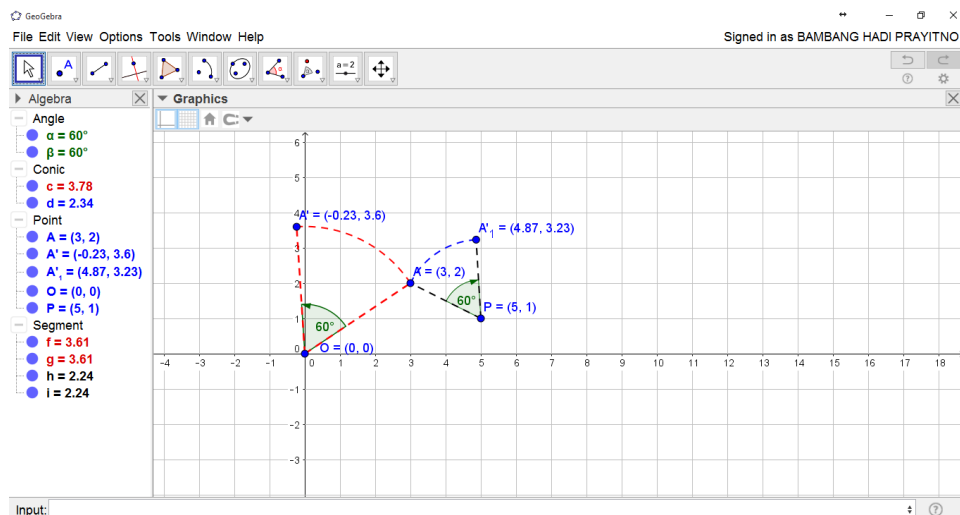 GeoGebra
File Edit View Options Tools Window Help
Signed in as BAMBANG HADI PRAYITNO
A
a = 2
Algebra
Angle
α = 60°
β = 60°
Conic
c = 3.78
d = 2.34
Point
A = (3, 2)
A' = (-0.23, 3.6)
A'₁ = (4.87, 3.23)
O = (0, 0)
P = (5, 1)
Segment
f = 3.61
g = 3.61
h = 2.24
i = 2.24
Graphics
6
5
4
A' = (-0.23, 3.6)
A'₁ = (4.87, 3.23)
3
2
A = (3, 2)
60°
P = (5, 1)
1
60°
0
O = (0, 0)
-4 -3 -2 -1 0 1 2 3 4 5 6 7 8 9 10 11 12 13 14 15 16 17 18
-1
-2
-3
Input: